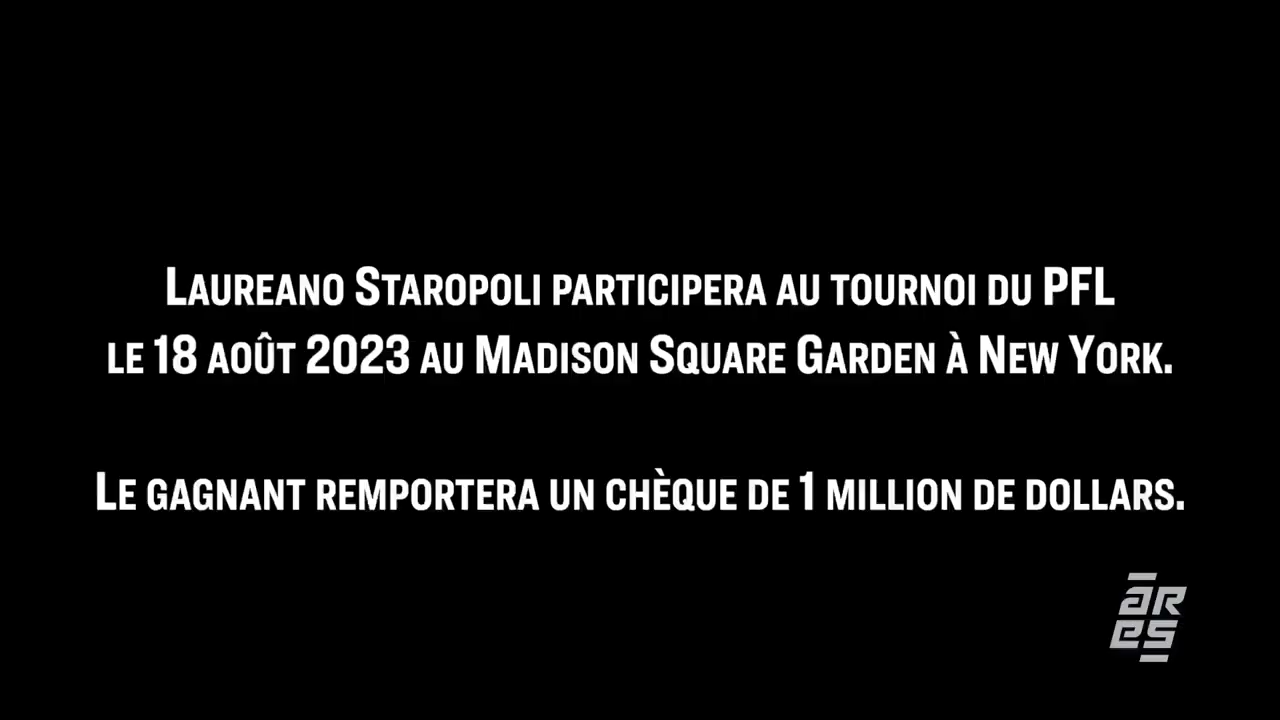 Laureano Staropoli participera au tournoi du PFL
le 18 août 2023 au Madison Square Garden à New York.
Le gagnant remportera un chèque de 1 million de dollars.
ares